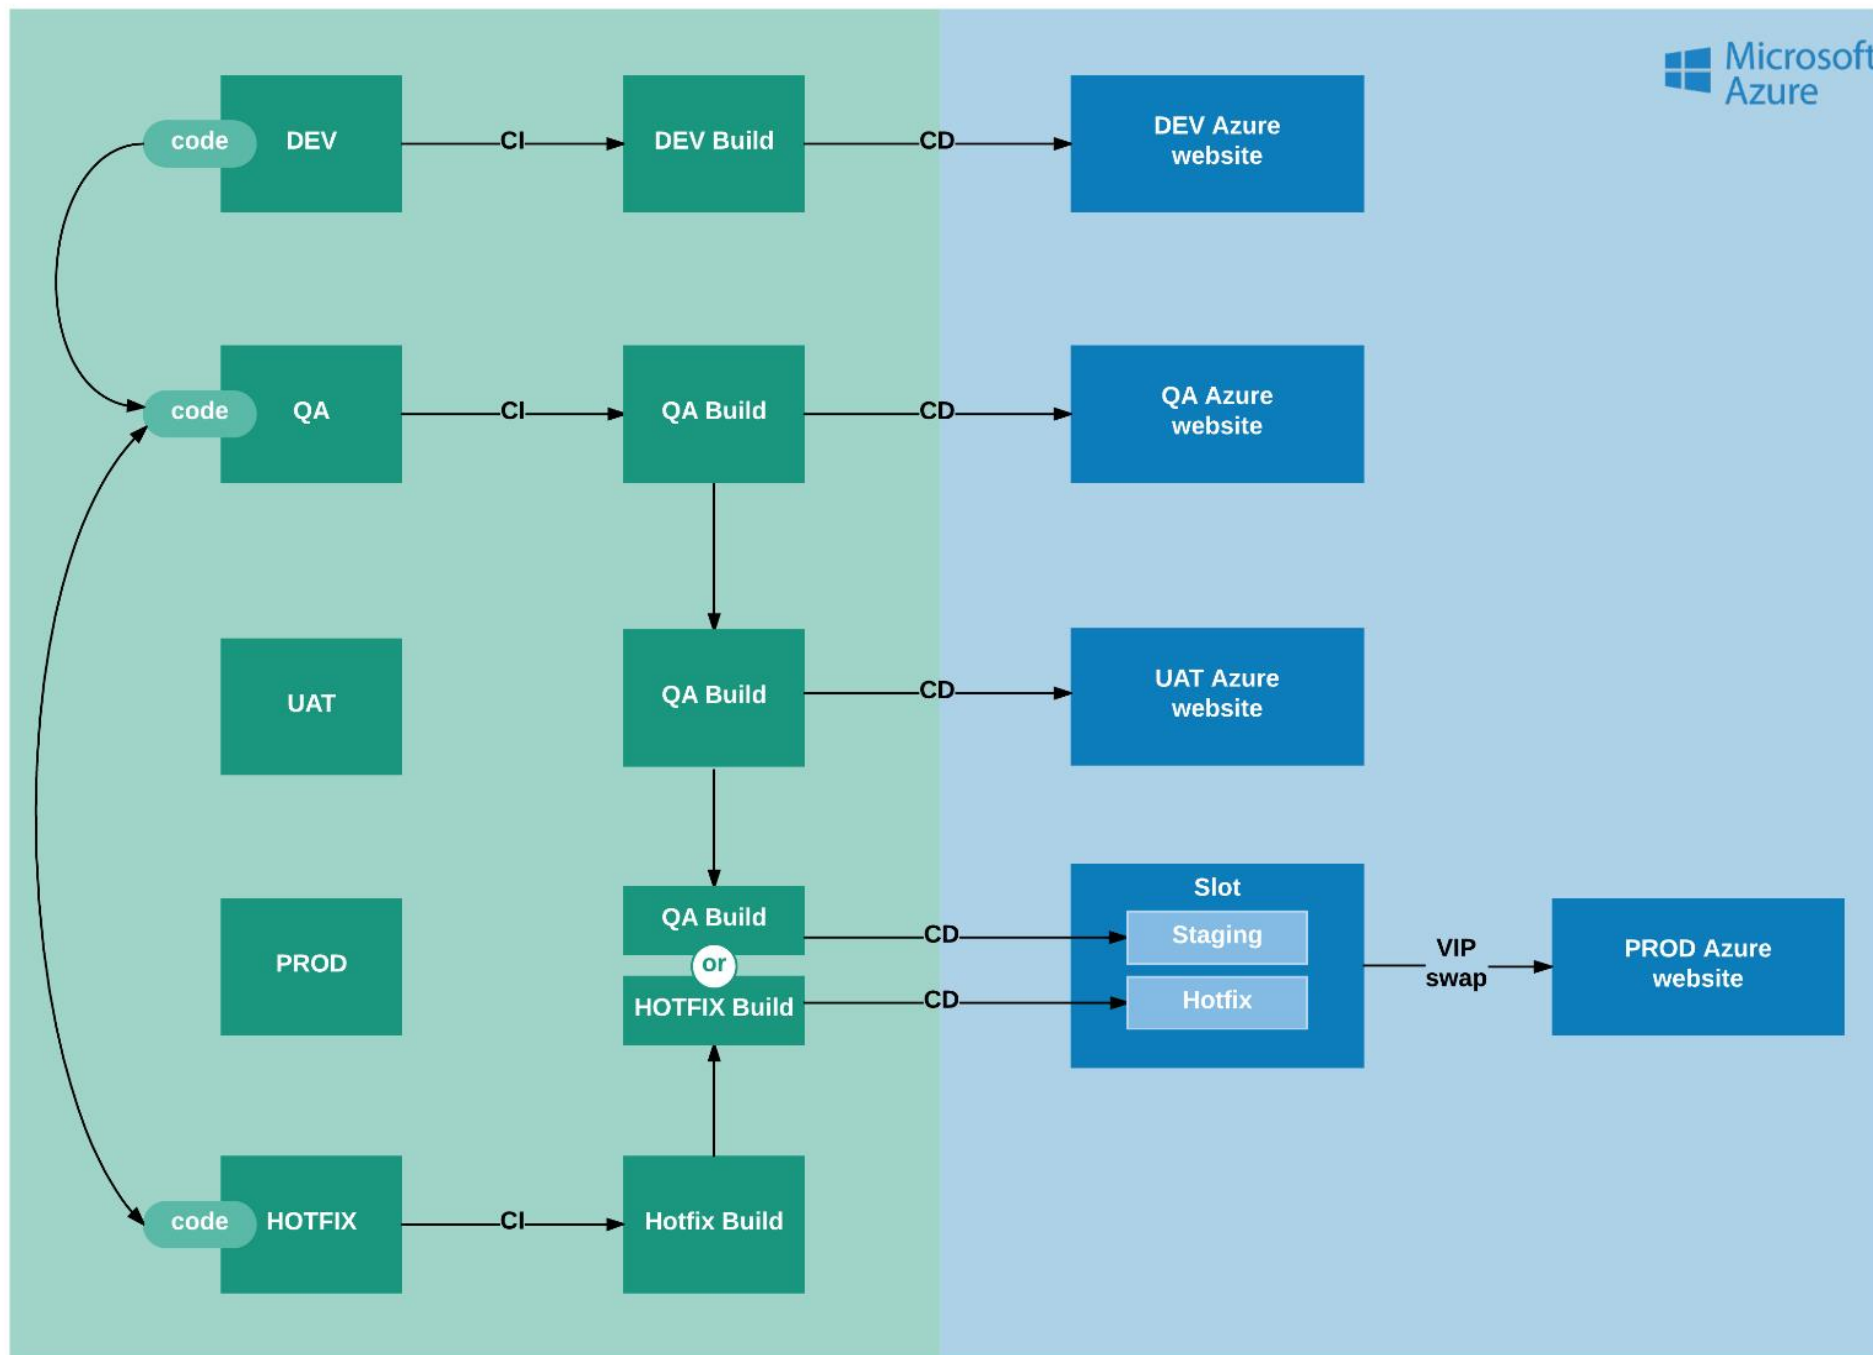 Microsoft
Azure
code
DEV
CI
DEV Build
CD
DEV Azure
website
code
QA
CI
QA Build
CD
QA Azure
website
UAT
QA Build
CD
UAT Azure
website
PROD
QA Build
or
HOTFIX Build
CD
CD
Slot
Staging
Hotfix
VIP
swap
PROD Azure
website
code
HOTFIX
CI
Hotfix Build